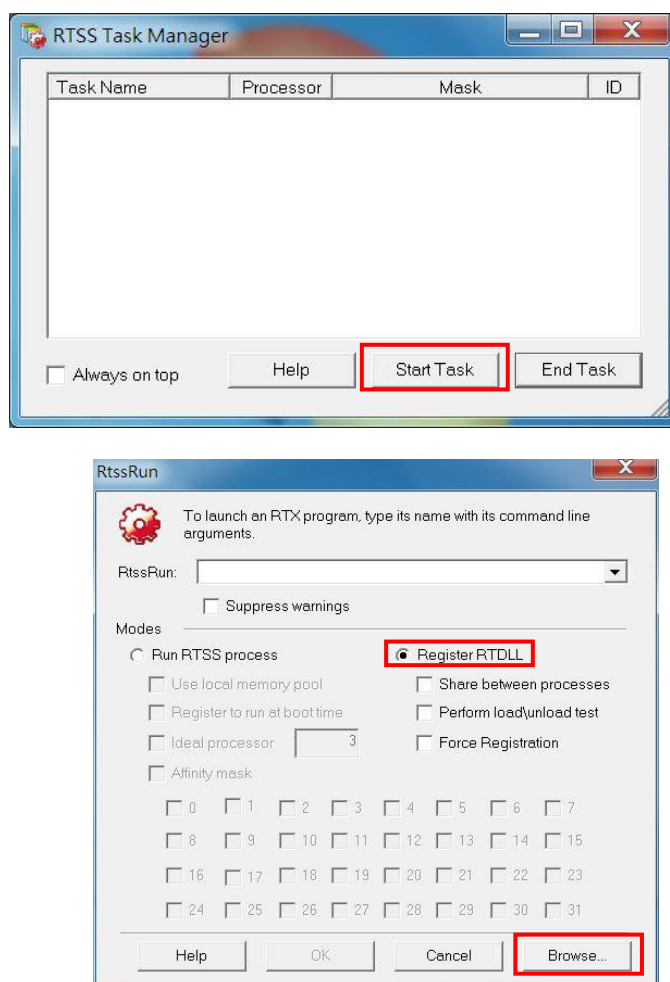 RTSS Task Manager
Task Name Processor Mask ID
Always on top Help Start Task End Task
RtssRun
To launch an RTX program, type its name with its command line
arguments.
RtssRun:
Suppress warnings
Modes
Run RTSS process Register RTDLL
Use local memory pool Share between processes
Register to run at boot time Perform load\unload test
Ideal processor 3 Force Registration
Affinity mask
0 1 2 3 4 5 6 7
8 9 10 11 12 13 14 15
16 17 18 19 20 21 22 23
24 25 26 27 28 29 30 31
Help OK Cancel Browse...